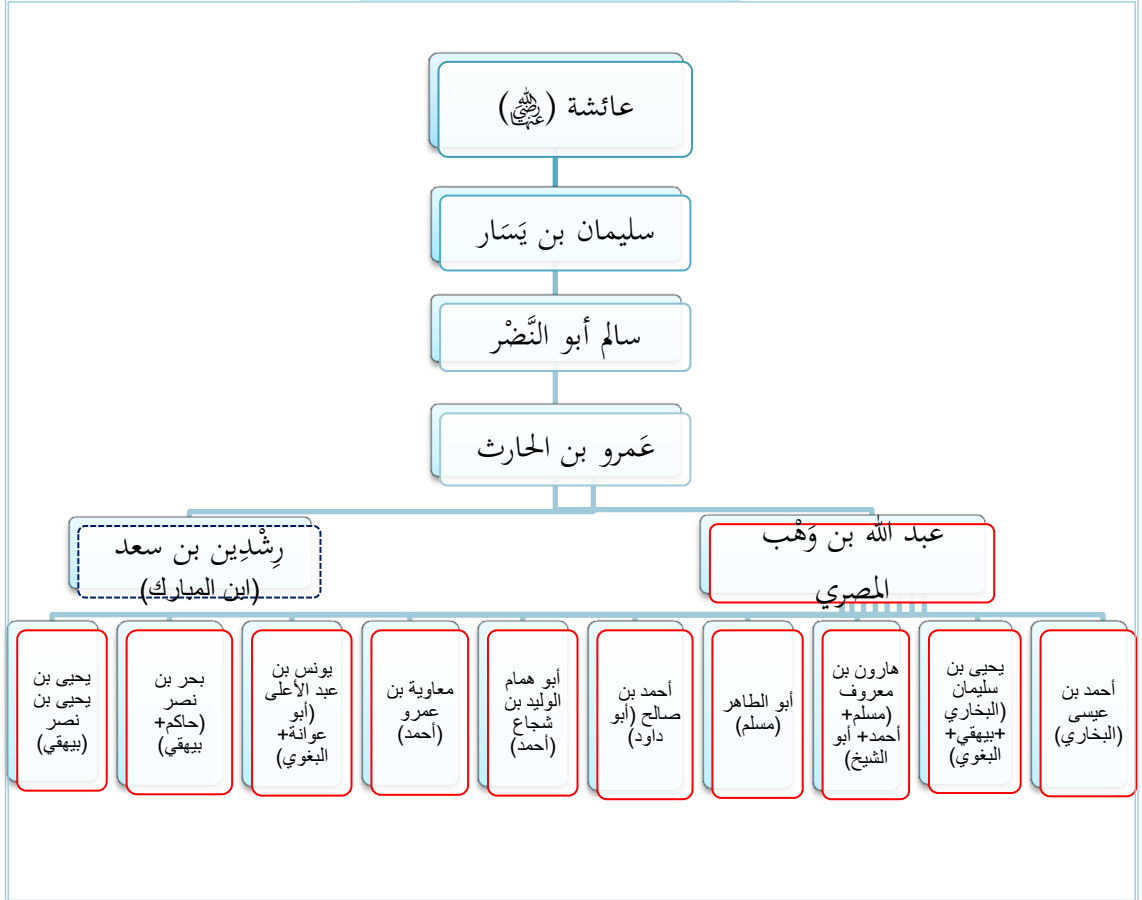 عائشة (رضي الله عنها)
سليمان بن يَسَار
سالم أبو النَّضْر
عَمرو بن الحارث
عبد الله بن وَهْب
المصري
رِشْدِين بن سعد
(ابن المبارك)
أحمد بن
عيسى
(البخاري)
يحيى بن
سليمان
(البخاري
+بيهقي+
البغوي)
هارون بن
معروف
(مسلم+
أحمد+ أبو
الشيخ)
أبو الطاهر
(مسلم)
أحمد بن
صالح (أبو
داود)
أبو همام
الوليد بن
شجاع
(أحمد)
معاوية بن
عمرو
(أحمد)
يونس بن
عبد الأعلى
(أبو
عوانة+
البغوي)
بحر بن
نصر
(حاكم+
بيهقي)
يحيى بن
يحيى بن
نصر
(بيهقي)